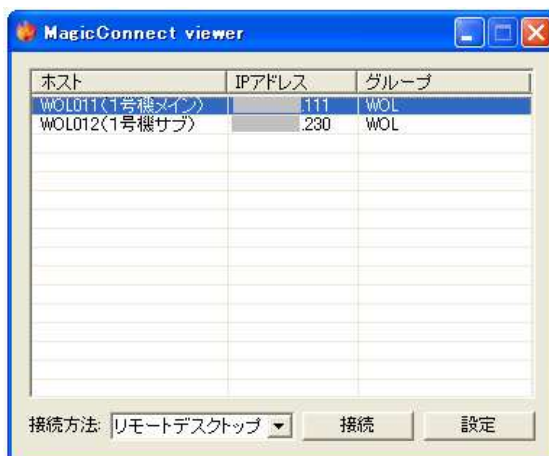 MagicConnect viewer
ホスト IPアドレス グループ
WOL011(1号機メイン) .111 WOL
WOL012(1号機サブ) .230 WOL
接続方法: リモートデスクトップ 接続 設定